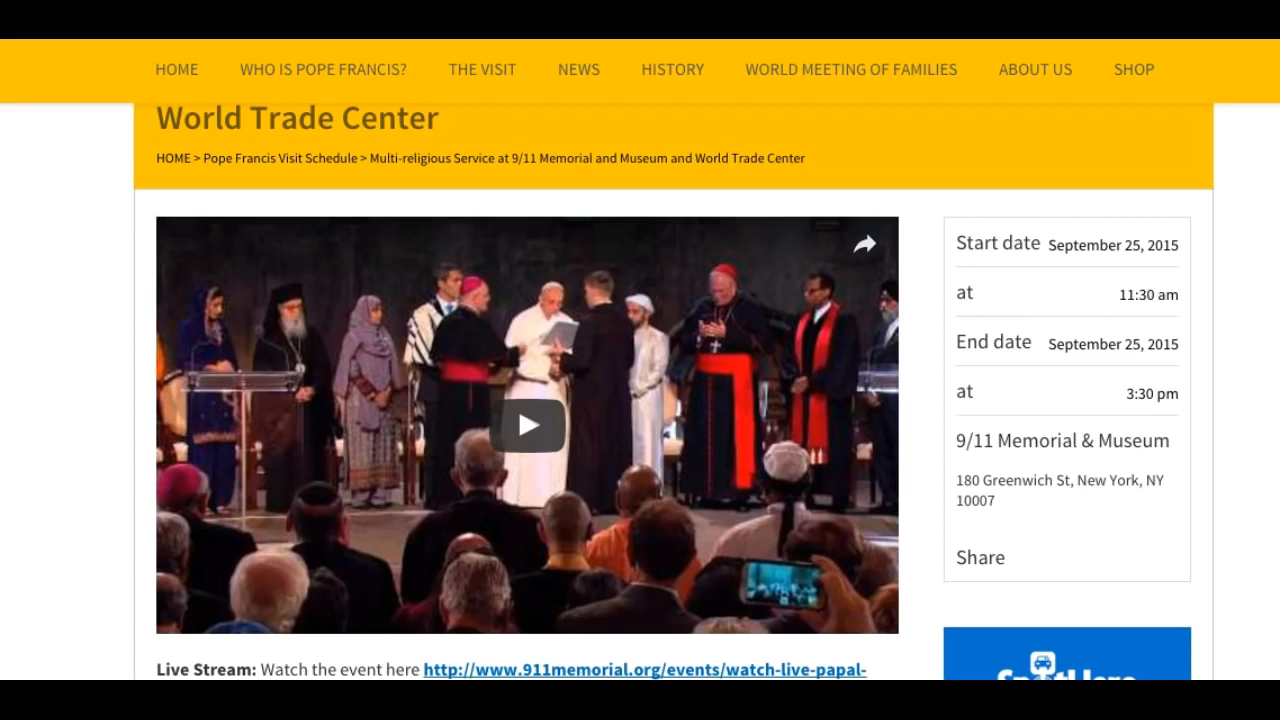 HOME WHO IS POPE FRANCIS? THE VISIT NEWS HISTORY WORLD MEETING OF FAMILIES ABOUT US SHOP
World Trade Center
HOME > Pope Francis Visit Schedule > Multi-religious Service at 9/11 Memorial and Museum and World Trade Center
Start date September 25, 2015
at 11:30 am
End date September 25, 2015
at 3:30 pm
9/11 Memorial & Museum
180 Greenwich St, New York, NY
10007
Share
Live Stream: Watch the event here http://www.911memorial.org/events/watch-live-papal-